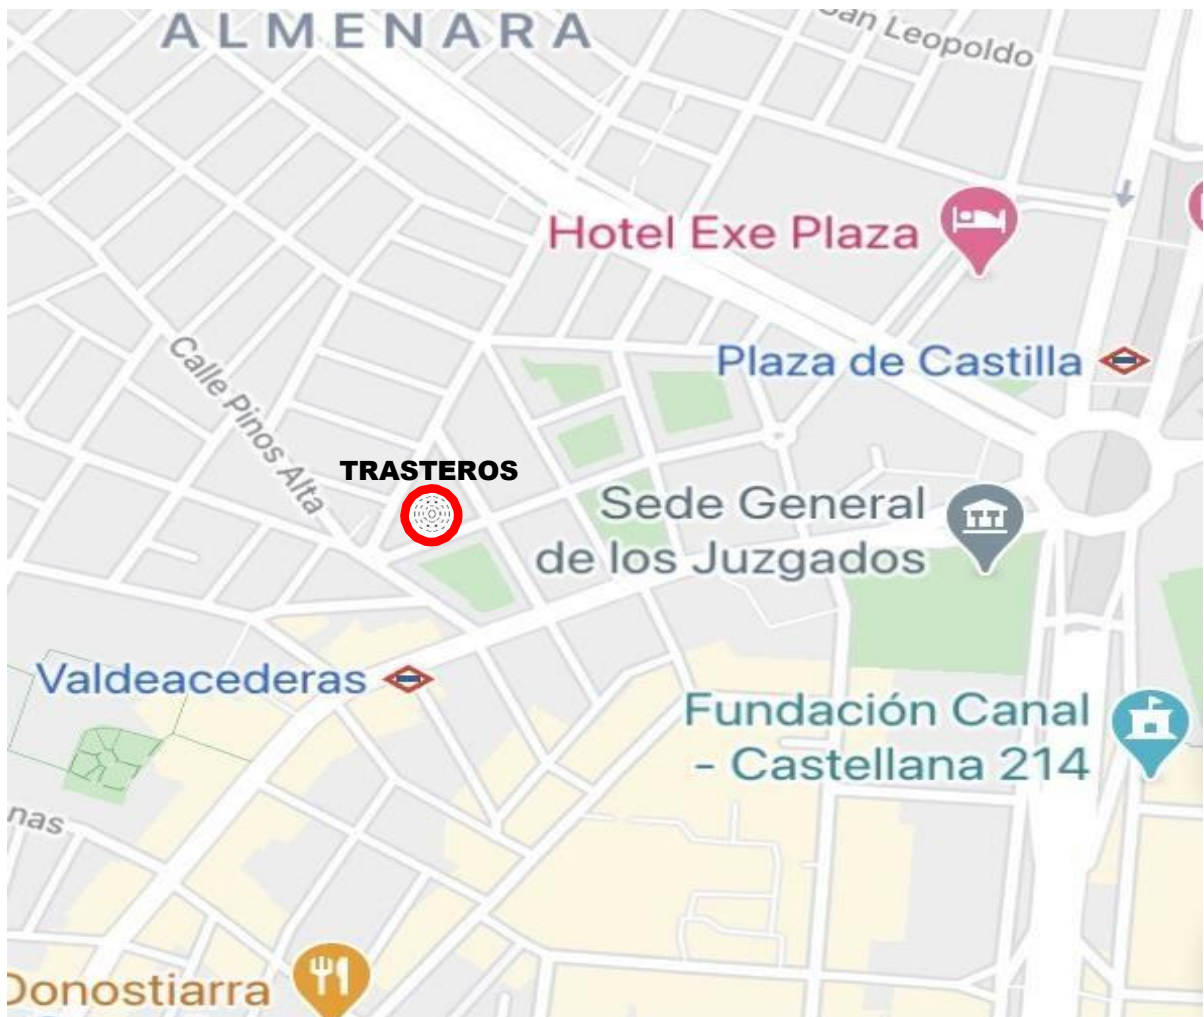 ALMENARA
San Leopoldo
Hotel Exe Plaza
Plaza de Castilla
Calle Pinos Alta
TRASTEROS
Sede General
de los Juzgados
Valdeacederas
Fundación Canal
- Castellana 214
nas
Donostiarra